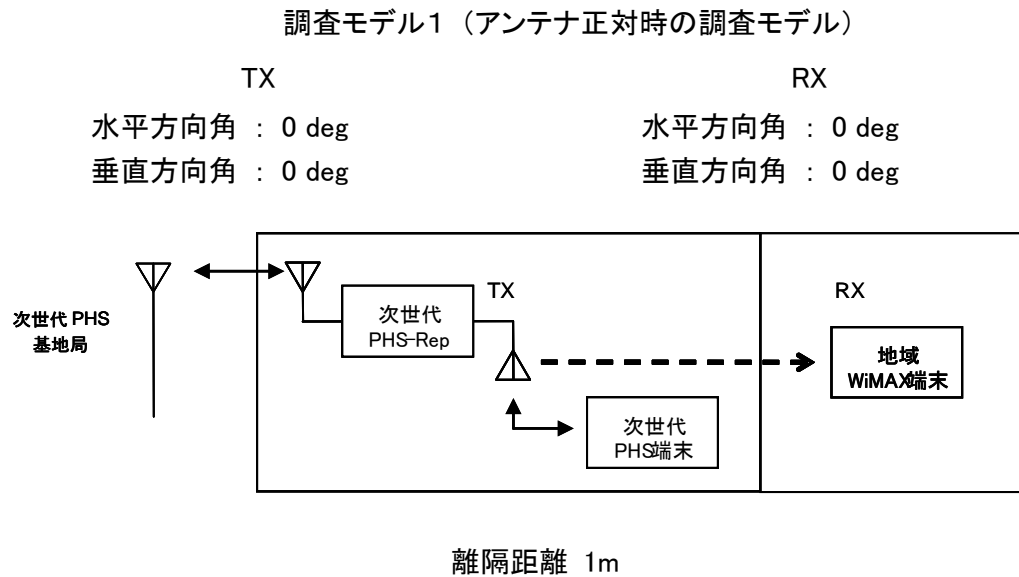 調査モデル１ （アンテナ正対時の調査モデル）
TX
RX
水平方向角 ： 0 deg
水平方向角 ： 0 deg
垂直方向角 ： 0 deg
垂直方向角 ： 0 deg
次世代 PHS
基地局
次世代
PHS-Rep
TX
次世代
PHS端末
RX
地域
WiMAX端末
離隔距離 1m